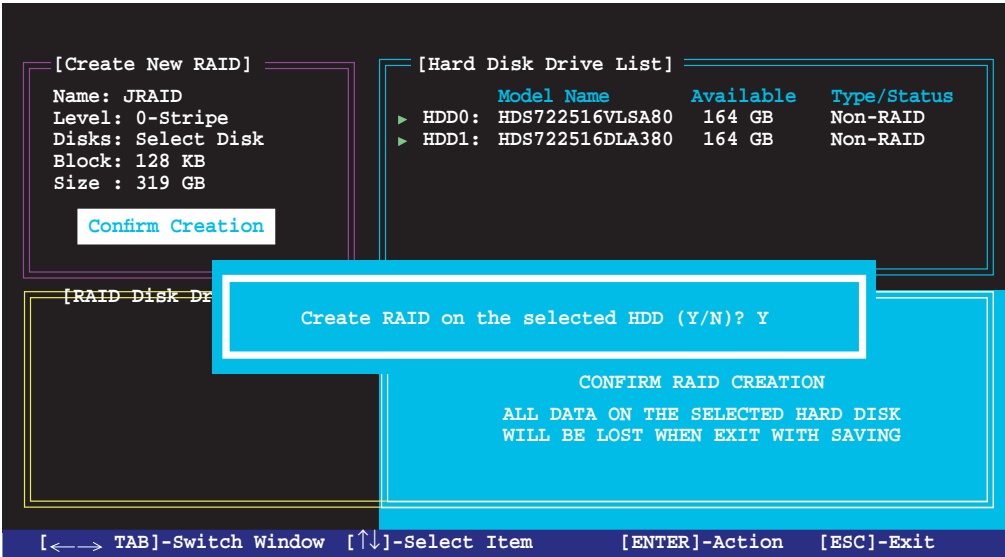 [Create New RAID]
Name: JRAID
Level: 0-Stripe
Disks: Select Disk
Block: 128 KB
Size : 319 GB
Confirm Creation
[Hard Disk Drive List]
Model Name Available Type/Status
▶ HDD0: HDS722516VLSA80 164 GB Non-RAID
▶ HDD1: HDS722516DLA380 164 GB Non-RAID
[RAID Disk Dr
Create RAID on the selected HDD (Y/N)? Y
CONFIRM RAID CREATION
ALL DATA ON THE SELECTED HARD DISK
WILL BE LOST WHEN EXIT WITH SAVING
[←→ TAB]-Switch Window [↑↓]-Select Item [ENTER]-Action [ESC]-Exit